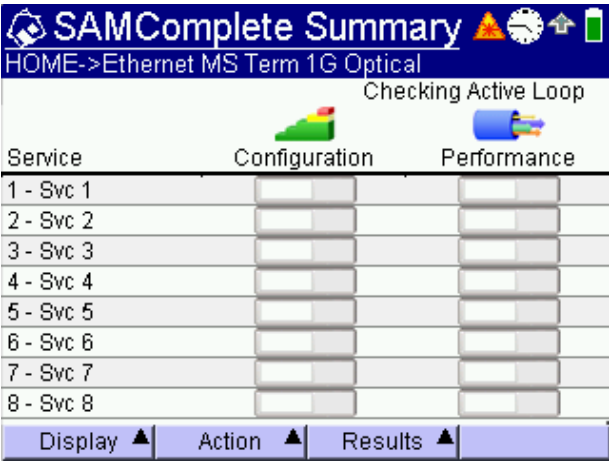 SAMComplete Summary
HOME->Ethernet MS Term 1G Optical
Checking Active Loop
Service Configuration Performance
1 - Svc 1
2 - Svc 2
3 - Svc 3
4 - Svc 4
5 - Svc 5
6 - Svc 6
7 - Svc 7
8 - Svc 8
Display ▲ Action ▲ Results ▲